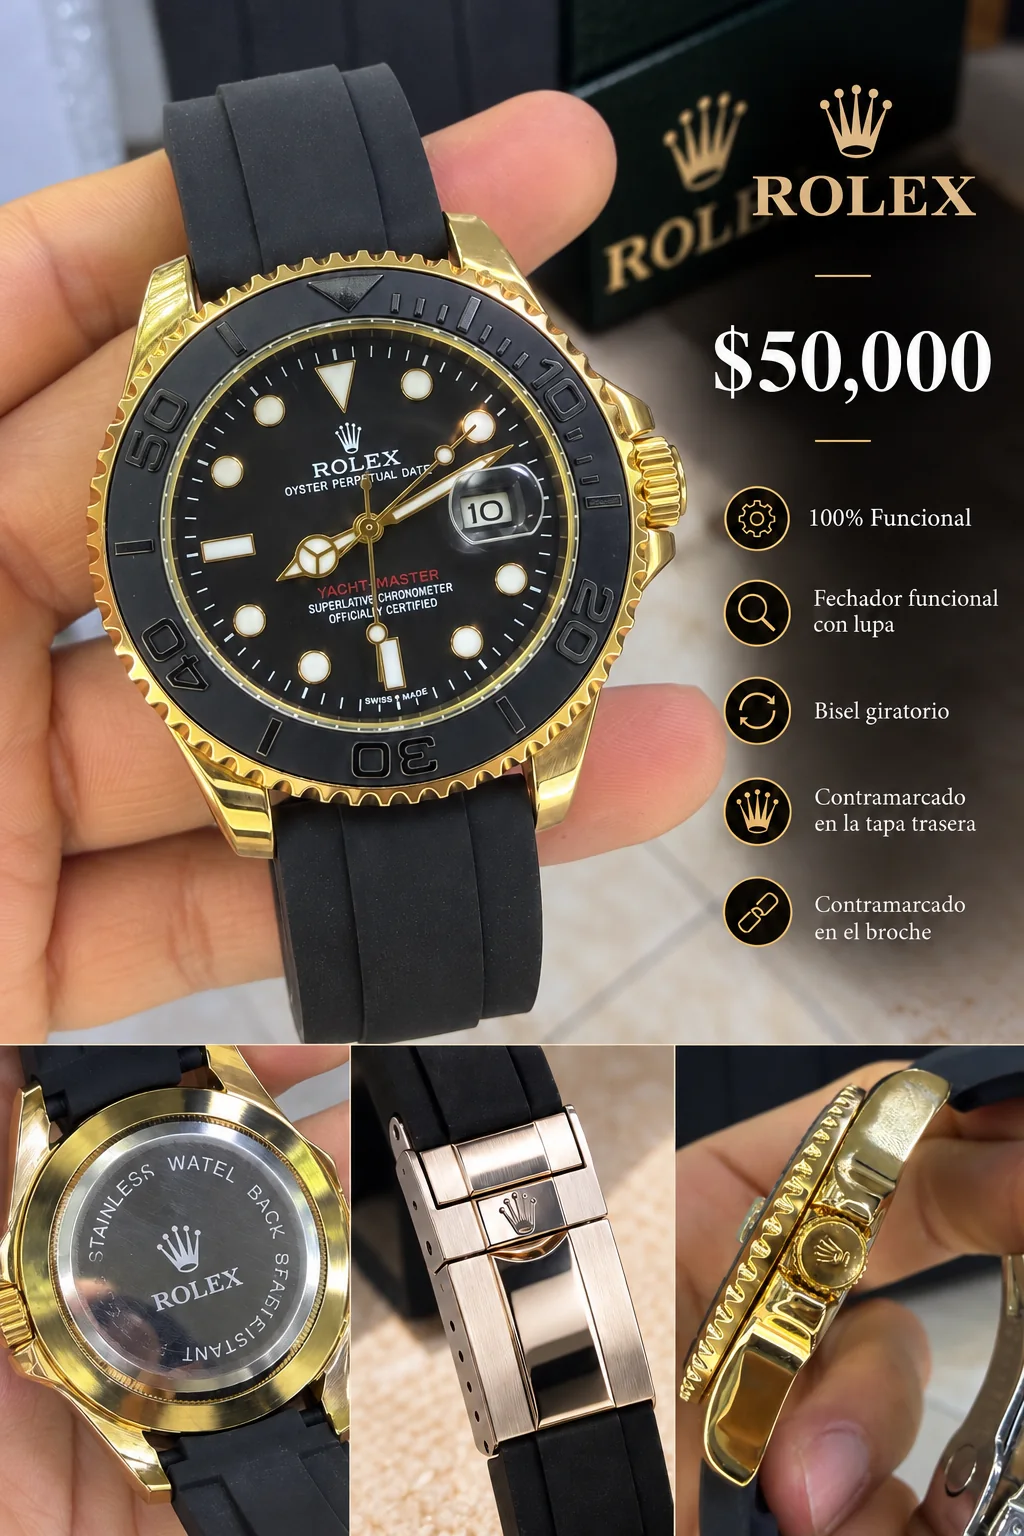 ROLEX
ROLEX
$50,000
100% Funcional
Fechador funcional
con lupa
Bisel giratorio
Contramarcado
en la tapa trasera
Contramarcado
en el broche
10
20
30
40
50
ROLEX
OYSTER PERPETUAL DATE
10
YACHT-MASTER
SUPERLATIVE CHRONOMETER
OFFICIALLY CERTIFIED
SWISS MADE
STAINLESS WATEL BACK
ROLEX